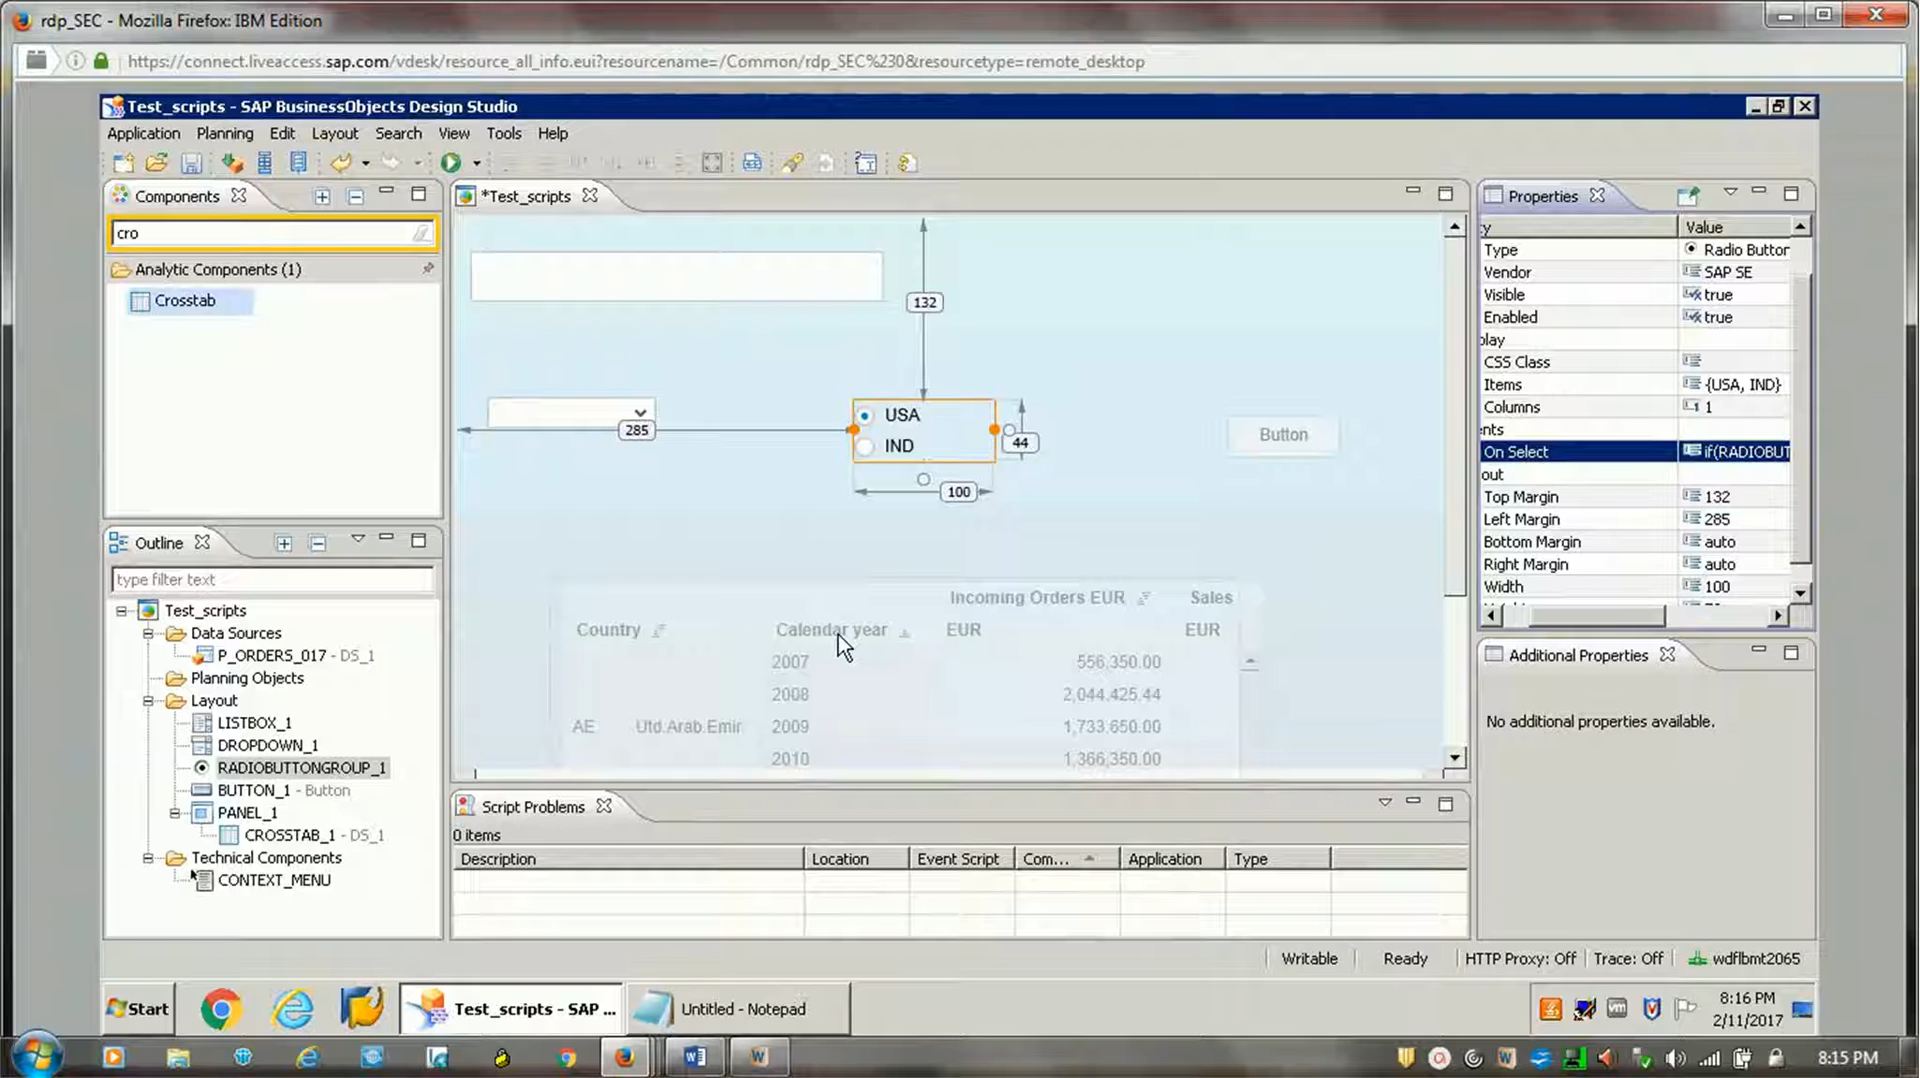 rdp_SEC - Mozilla Firefox: IBM Edition
https://connect.liveaccess.sap.com/vdesk/resource_all_info.eui?resourcename=/Common/rdp_SEC%230&resourcetype=remote_desktop
Test_scripts - SAP BusinessObjects Design Studio
Application Planning Edit Layout Search View Tools Help
Components
cro
Analytic Components (1)
Crosstab
Outline
type filter text
Test_scripts
Data Sources
P_ORDERS_017 - DS_1
Planning Objects
Layout
LISTBOX_1
DROPDOWN_1
RADIOBUTTONGROUP_1
BUTTON_1 - Button
PANEL_1
CROSSTAB_1 - DS_1
Technical Components
CONTEXT_MENU
*Test_scripts
132
285
USA
IND
44
100
Button
Incoming Orders EUR Sales
Country Calendar year EUR EUR
2007 556,350.00
2008 2,044,425.44
AE Utd.Arab.Emir 2009 1,733,650.00
2010 1,366,350.00
Script Problems
0 items
Description Location Event Script Com... Application Type
Properties
Value
Type Radio Button
Vendor SAP SE
Visible true
Enabled true
CSS Class
Items {USA, IND}
Columns 1
On Select if(RADIOBUT
Top Margin 132
Left Margin 285
Bottom Margin auto
Right Margin auto
Width 100
Additional Properties
No additional properties available.
Writable Ready HTTP Proxy: Off Trace: Off wdflbmt2065
Start
Test_scripts - SAP ...
Untitled - Notepad
8:16 PM
2/11/2017
8:15 PM